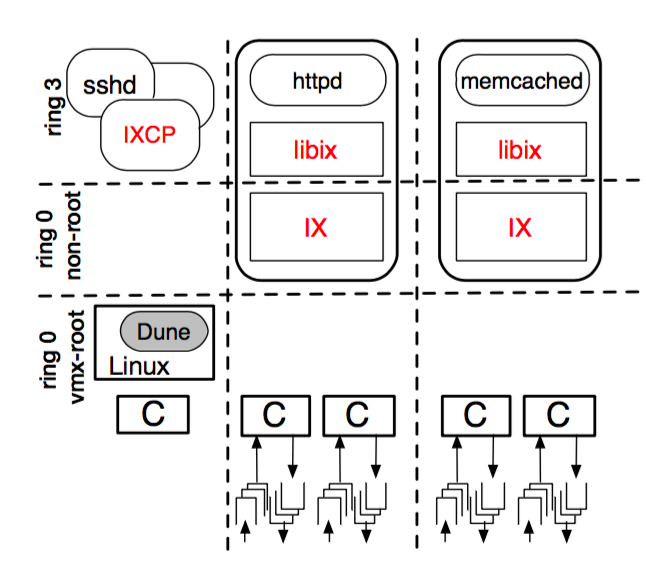 ring 3
sshd
IXCP
httpd
memcached
libix
libix
ring 0
non-root
IX
IX
ring 0
vmx-root
Dune
Linux
C
C
C
C
C